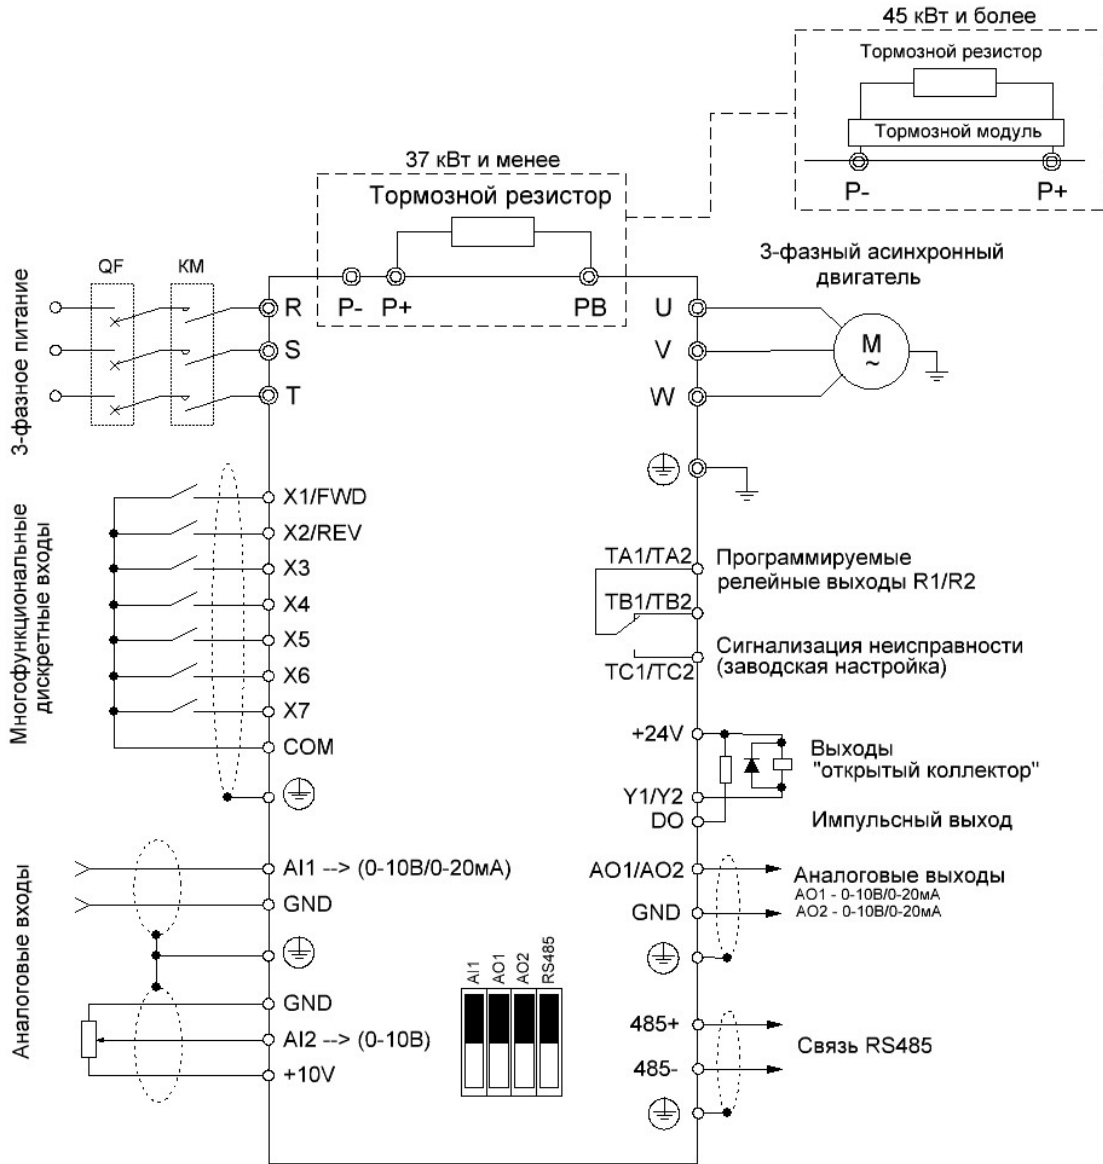 45 кВт и более
Тормозной резистор
Тормозной модуль
P-
P+
37 кВт и менее
Тормозной резистор
P-
P+
PB
3-фазное питание
QF
KM
R
S
T
3-фазный асинхронный
двигатель
U
V
W
M
~
Многофункциональные
дискретные входы
X1/FWD
X2/REV
X3
X4
X5
X6
X7
COM
TA1/TA2
TB1/TB2
TC1/TC2
Программируемые
релейные выходы R1/R2
Сигнализация неисправности
(заводская настройка)
+24V
Y1/Y2
DO
Выходы
"открытый коллектор"
Импульсный выход
Аналоговые входы
AI1 --> (0-10В/0-20мА)
GND
GND
AI2 --> (0-10В)
+10V
AI1
AO1
AO2
RS485
AO1/AO2
GND
Аналоговые выходы
AO1 - 0-10В/0-20мА
AO2 - 0-10В/0-20мА
485+
485-
Связь RS485